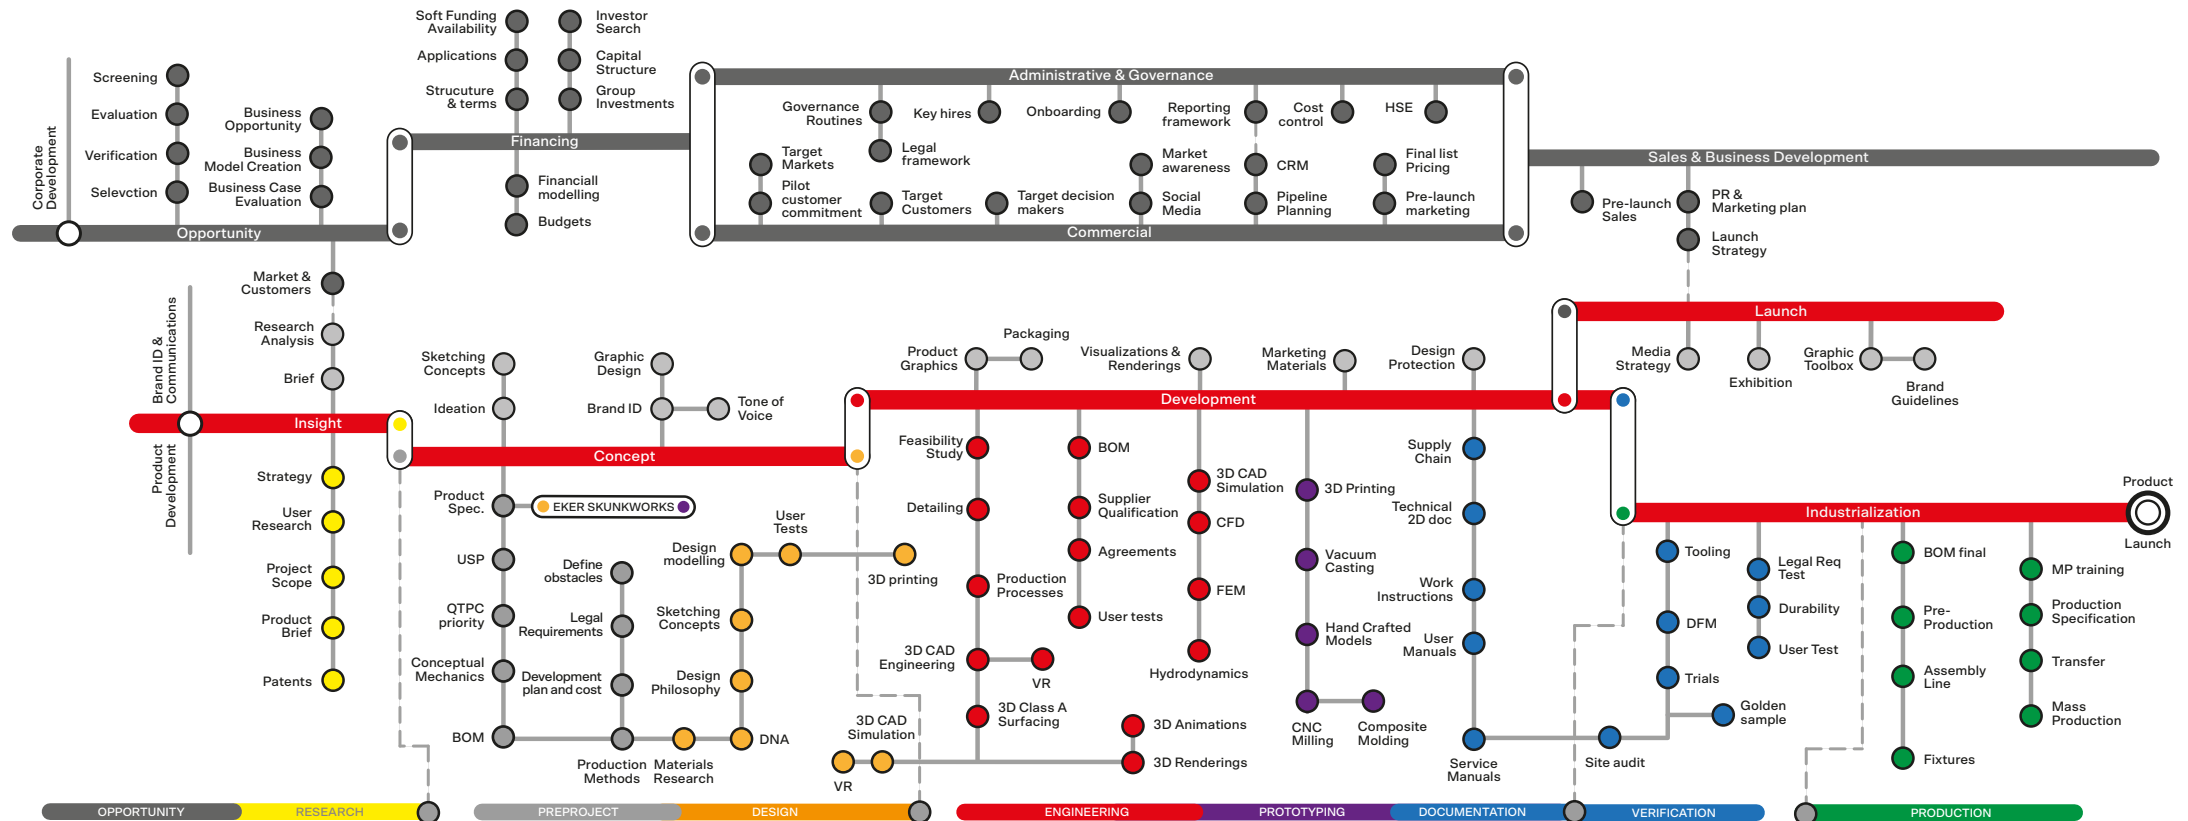 Soft Funding
Availability
Applications
Strucuture
& terms
Investor
Search
Capital
Structure
Group
Investments
Corporate
Development
Screening
Evaluation
Verification
Selevction
Business
Opportunity
Business
Model Creation
Business Case
Evaluation
Opportunity
Financing
Financiall
modelling
Budgets
Administrative & Governance
Governance
Routines
Legal
framework
Key hires
Onboarding
Reporting
framework
Cost
control
HSE
Target
Markets
Pilot
customer
commitment
Target
Customers
Target decision
makers
Market
awareness
Social
Media
CRM
Pipeline
Planning
Final list
Pricing
Pre-launch
marketing
Commercial
Sales & Business Development
Pre-launch
Sales
PR &
Marketing plan
Launch
Strategy
Launch
Media
Strategy
Exhibition
Graphic
Toolbox
Brand
Guidelines
Market &
Customers
Research
Analysis
Brief
Brand ID &
Communications
Product
Development
Insight
Strategy
User
Research
Project
Scope
Product
Brief
Patents
Sketching
Concepts
Ideation
Graphic
Design
Brand ID
Tone of
Voice
Concept
Product
Spec.
EKER SKUNKWORKS
USP
QTPC
priority
Conceptual
Mechanics
BOM
Define
obstacles
Legal
Requirements
Development
plan and cost
Production
Methods
Materials
Research
Design
modelling
User
Tests
3D printing
Sketching
Concepts
Design
Philosophy
DNA
3D CAD
Simulation
VR
Product
Graphics
Packaging
Visualizations &
Renderings
Marketing
Materials
Design
Protection
Development
Feasibility
Study
Detailing
Production
Processes
3D CAD
Engineering
VR
3D Class A
Surfacing
3D Animations
3D Renderings
BOM
Supplier
Qualification
Agreements
User tests
3D CAD
Simulation
CFD
FEM
Hydrodynamics
3D Printing
Vacuum
Casting
Hand Crafted
Models
CNC
Milling
Composite
Molding
Supply
Chain
Technical
2D doc
Work
Instructions
User
Manuals
Service
Manuals
Site audit
Industrialization
Product
Launch
Tooling
DFM
Trials
Golden
sample
Legal Req
Test
Durability
User Test
BOM final
Pre-
Production
Assembly
Line
Fixtures
MP training
Production
Specification
Transfer
Mass
Production
OPPORTUNITY
RESEARCH
PREPROJECT
DESIGN
ENGINEERING
PROTOTYPING
DOCUMENTATION
VERIFICATION
PRODUCTION